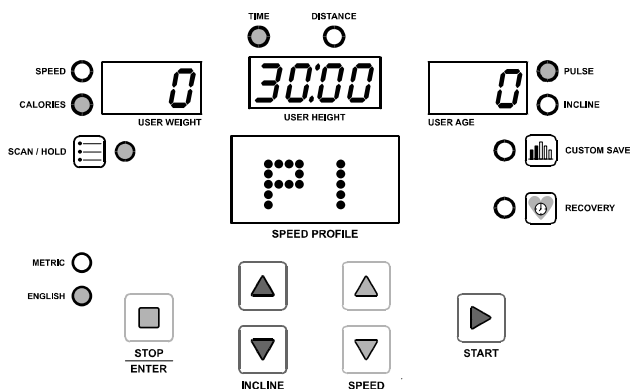 TIME DISTANCE
SPEED 0 30:00 0 PULSE
CALORIES INCLINE
USER WEIGHT USER HEIGHT USER AGE
SCAN / HOLD CUSTOM SAVE
P1
RECOVERY
SPEED PROFILE
METRIC
ENGLISH
STOP START
ENTER
INCLINE SPEED